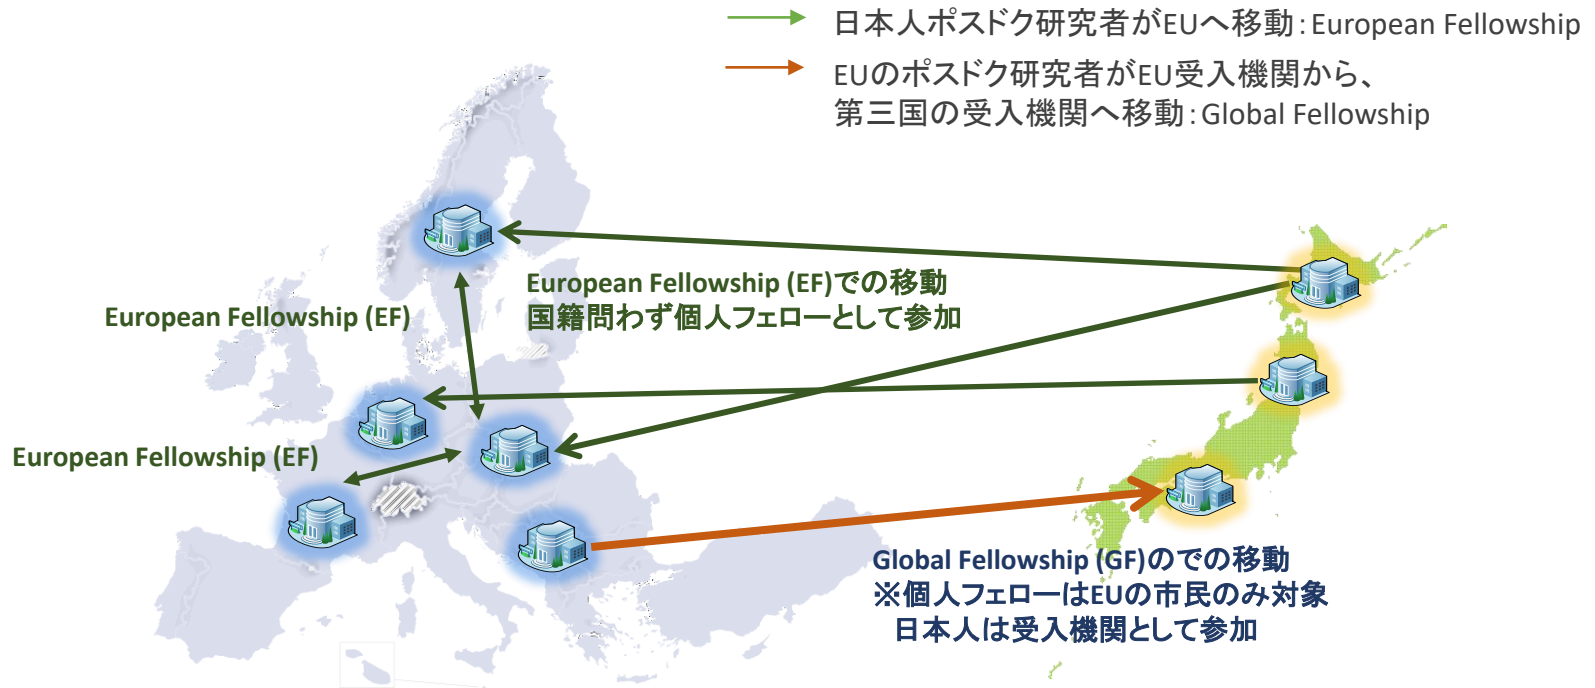 日本人ポスドク研究者がEUへ移動：European Fellowship
EUのポスドク研究者がEU受入機関から、
第三国の受入機関へ移動：Global Fellowship
European Fellowship (EF)での移動
国籍問わず個人フェローとして参加
European Fellowship (EF)
European Fellowship (EF)
Global Fellowship (GF)のでの移動
※個人フェローはEUの市民のみ対象
日本人は受入機関として参加